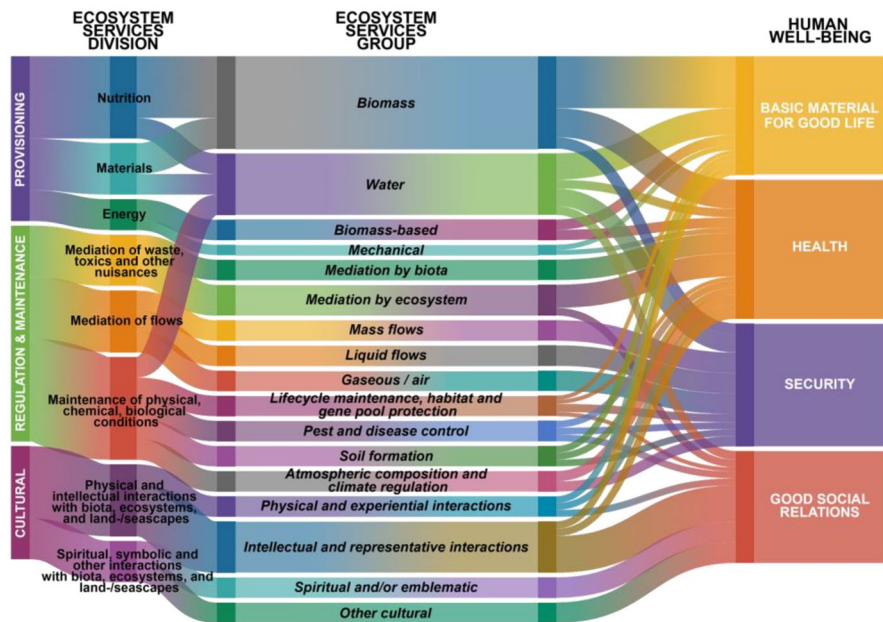 ECOSYSTEM
SERVICES
DIVISION
ECOSYSTEM
SERVICES
GROUP
HUMAN
WELL-BEING
PROVISIONING
Nutrition
Materials
Energy
REGULATION & MAINTENANCE
Mediation of waste,
toxics and other
nuisances
Mediation of flows
Maintenance of physical,
chemical, biological
conditions
CULTURAL
Physical and
intellectual interactions
with biota, ecosystems,
and land-/seascapes
Spiritual, symbolic and
other interactions
with biota, ecosystems, and
land-/seascapes
Biomass
Water
Biomass-based
Mechanical
Mediation by biota
Mediation by ecosystem
Mass flows
Liquid flows
Gaseous / air
Lifecycle maintenance, habitat and
gene pool protection
Pest and disease control
Soil formation
Atmospheric composition and
climate regulation
Physical and experiential interactions
Intellectual and representative interactions
Spiritual and/or emblematic
Other cultural
BASIC MATERIAL
FOR GOOD LIFE
HEALTH
SECURITY
GOOD SOCIAL
RELATIONS